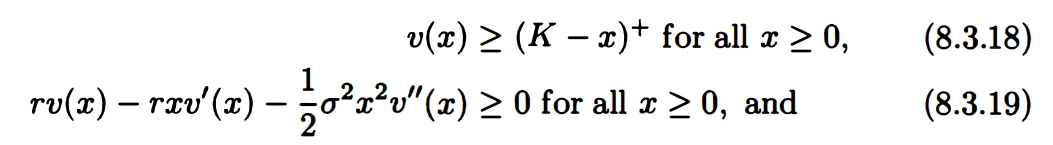 v(x) ≥ (K − x)⁺ for all x ≥ 0, (8.3.18)
rv(x) − rxv′(x) − ½σ²x²v″(x) ≥ 0 for all x ≥ 0, and (8.3.19)